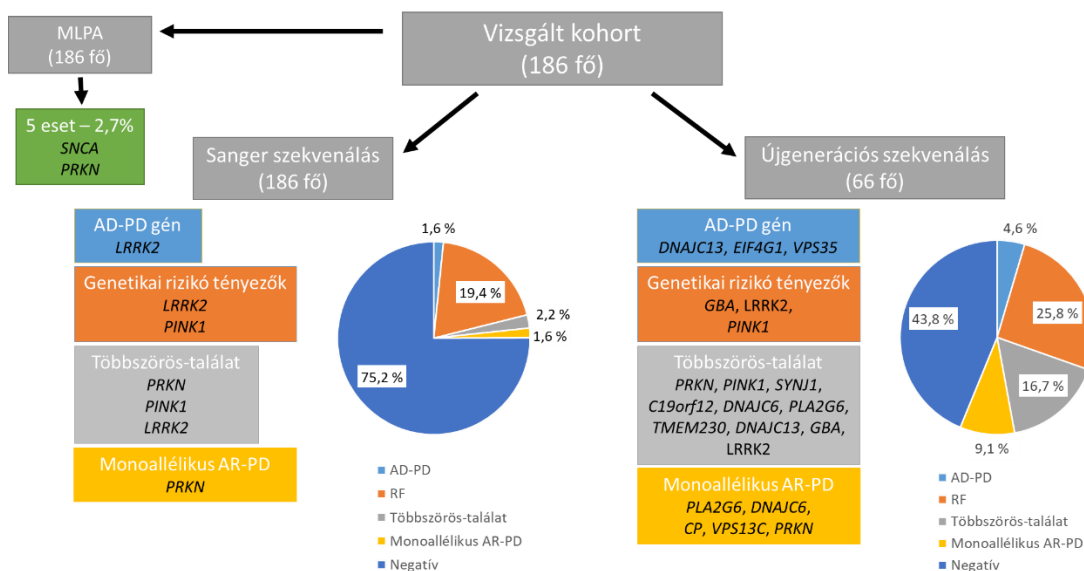 MLPA
(186 fő)
Vizsgált kohort
(186 fő)
5 eset – 2,7%
SNCA
PRKN
Sanger szekvenálás
(186 fő)
Újgenerációs szekvenálás
(66 fő)
AD-PD gén
LRRK2
Genetikai rizikó tényezők
LRRK2
PINK1
Többszörös-találat
PRKN
PINK1
LRRK2
Monoallélikus AR-PD
PRKN
1,6 %
19,4 %
2,2 %
1,6 %
75,2 %
AD-PD
RF
Többszörös-találat
Monoallélikus AR-PD
Negatív
AD-PD gén
DNAJC13, EIF4G1, VPS35
Genetikai rizikó tényezők
GBA, LRRK2,
PINK1
Többszörös-találat
PRKN, PINK1, SYNJ1,
C19orf12, DNAJC6, PLA2G6,
TMEM230, DNAJC13, GBA,
LRRK2
Monoallélikus AR-PD
PLA2G6, DNAJC6,
CP, VPS13C, PRKN
4,6 %
43,8 %
25,8 %
16,7 %
9,1 %
AD-PD
RF
Többszörös-találat
Monoallélikus AR-PD
Negatív